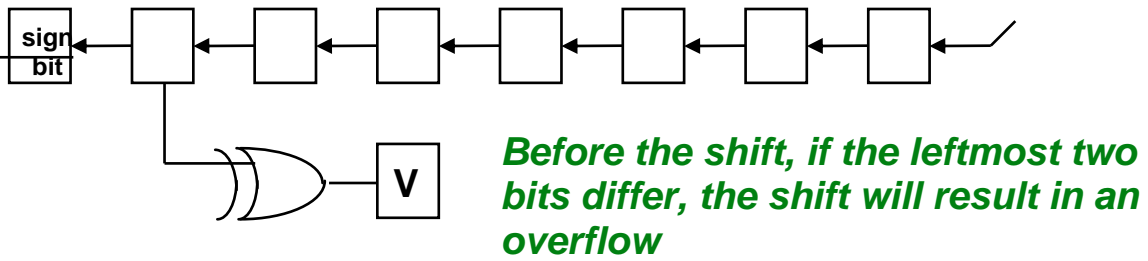 sign
bit
V
Before the shift, if the leftmost two
bits differ, the shift will result in an
overflow